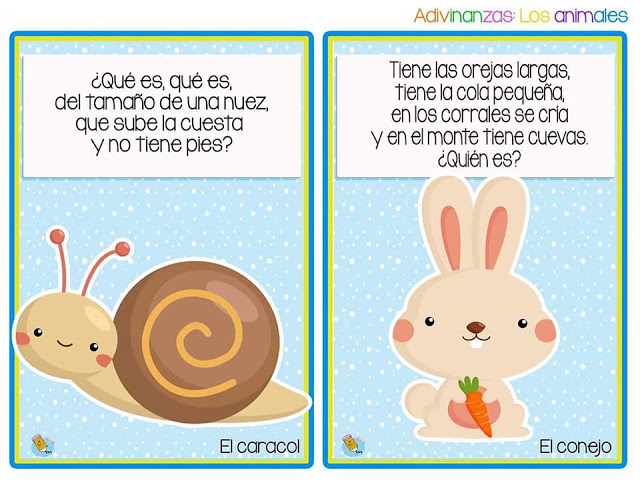 Adivinanzas: Los animales
¿Qué es, qué es,
del tamaño de una nuez,
que sube la cuesta
y no tiene pies?
El caracol
Tiene las orejas largas,
tiene la cola pequeña,
en los corrales se cría
y en el monte tiene cuevas.
¿Quién es?
El conejo